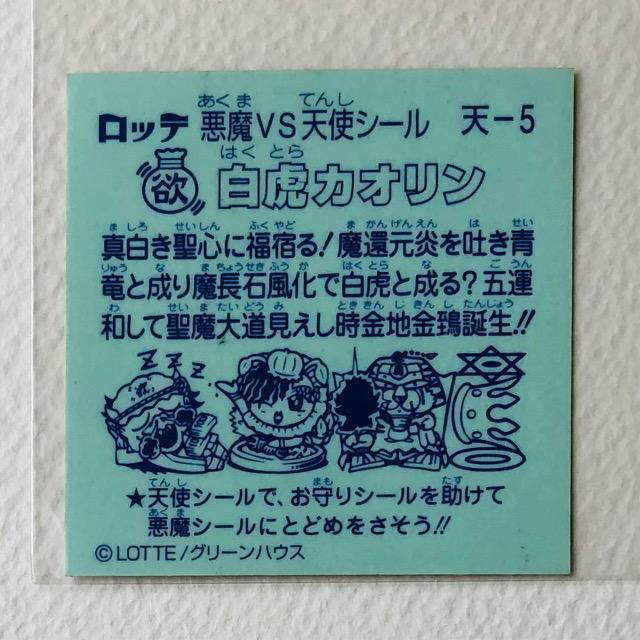 あくま てんし
ロッテ 悪魔VS天使シール 天－5
はく とら
欲 白虎カオリン
ま しろ せいしん ふくやど ま かんげんえん は せい
真白き聖心に福宿る！魔還元炎を吐き青
りゅう な まちょうせきふうか はくとら な ご うん
竜と成り魔長石風化で白虎と成る？五運
わ せい ま たいどう み とききん じ きん し たんじょう
和して聖魔大道見えし時金地金鵄誕生!!
ZZZ
てんし まも たす
★天使シールで、お守りシールを助けて
あくま
悪魔シールにとどめをさそう!!
©LOTTE/グリーンハウス